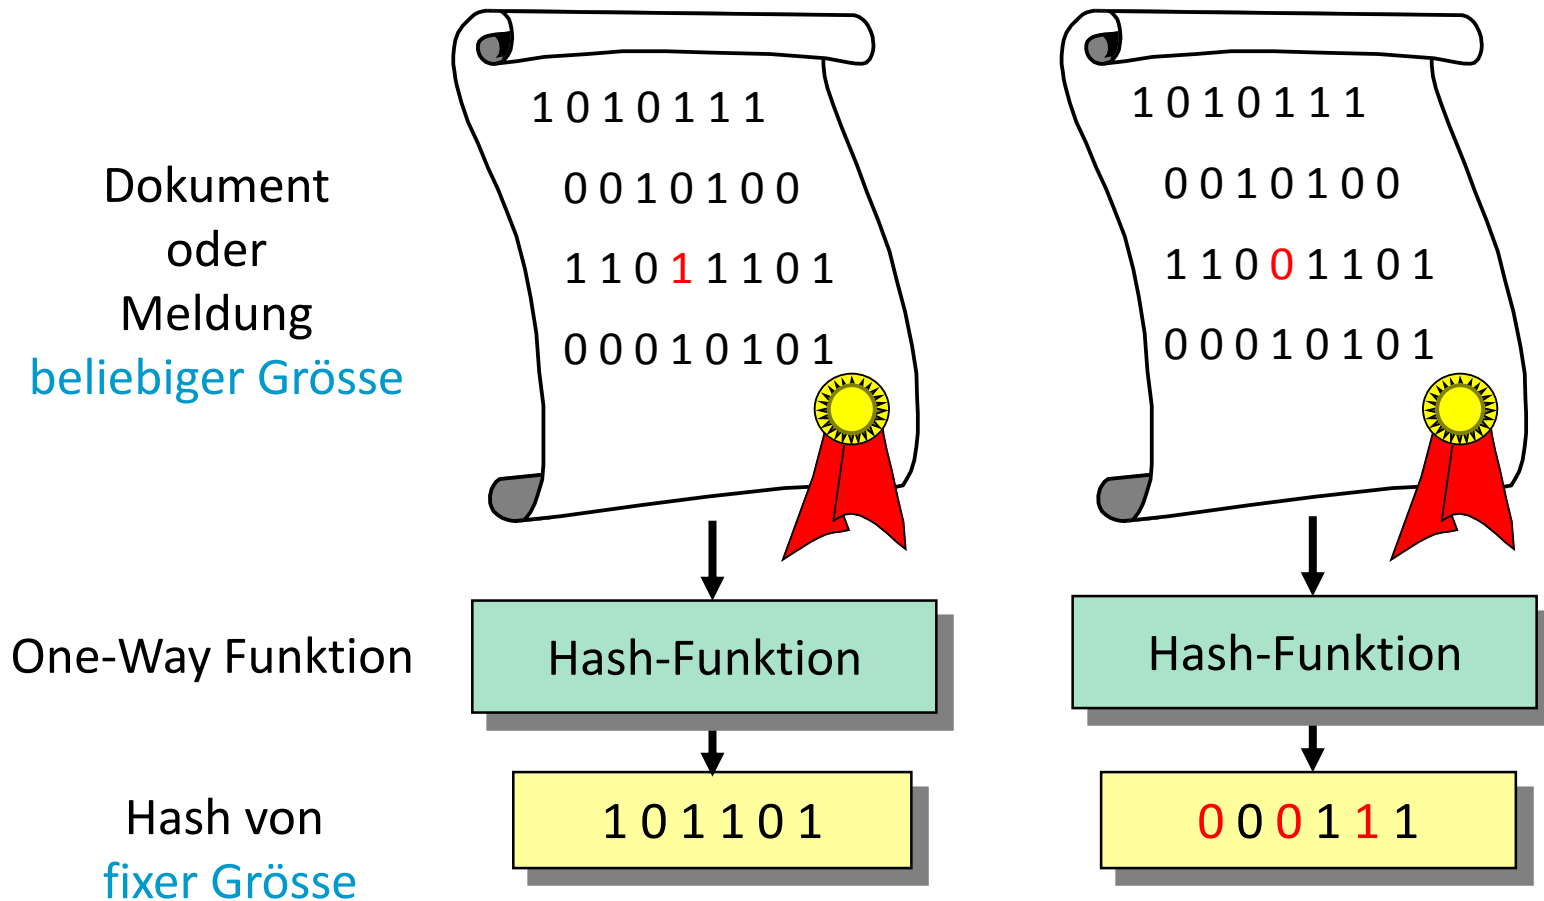 Dokument
oder
Meldung
beliebiger Grösse
1 0 1 0 1 1 1
0 0 1 0 1 0 0
1 1 0 1 1 1 0 1
0 0 0 1 0 1 0 1
1 0 1 0 1 1 1
0 0 1 0 1 0 0
1 1 0 0 1 1 0 1
0 0 0 1 0 1 0 1
One-Way Funktion
Hash-Funktion
Hash-Funktion
Hash von
fixer Grösse
1 0 1 1 0 1
0 0 0 1 1 1